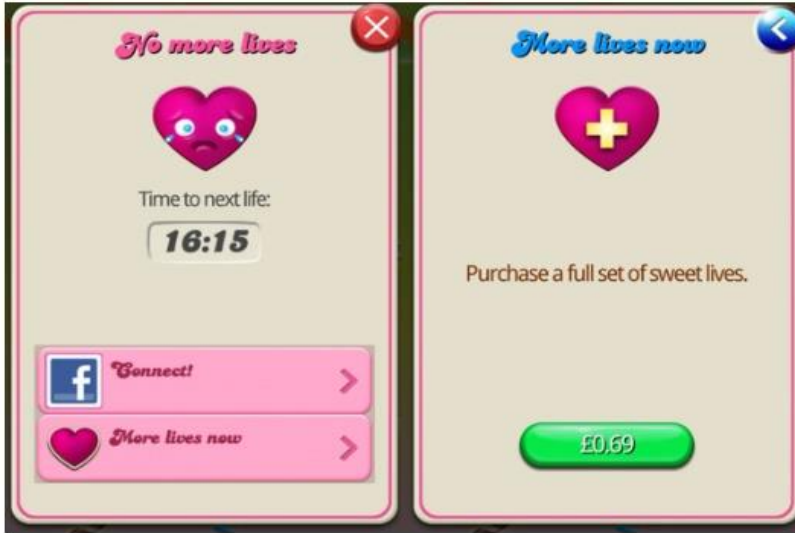 No more lives
Time to next life:
16:15
f
Connect!
More lives now
More lives now
Purchase a full set of sweet lives.
£0.69